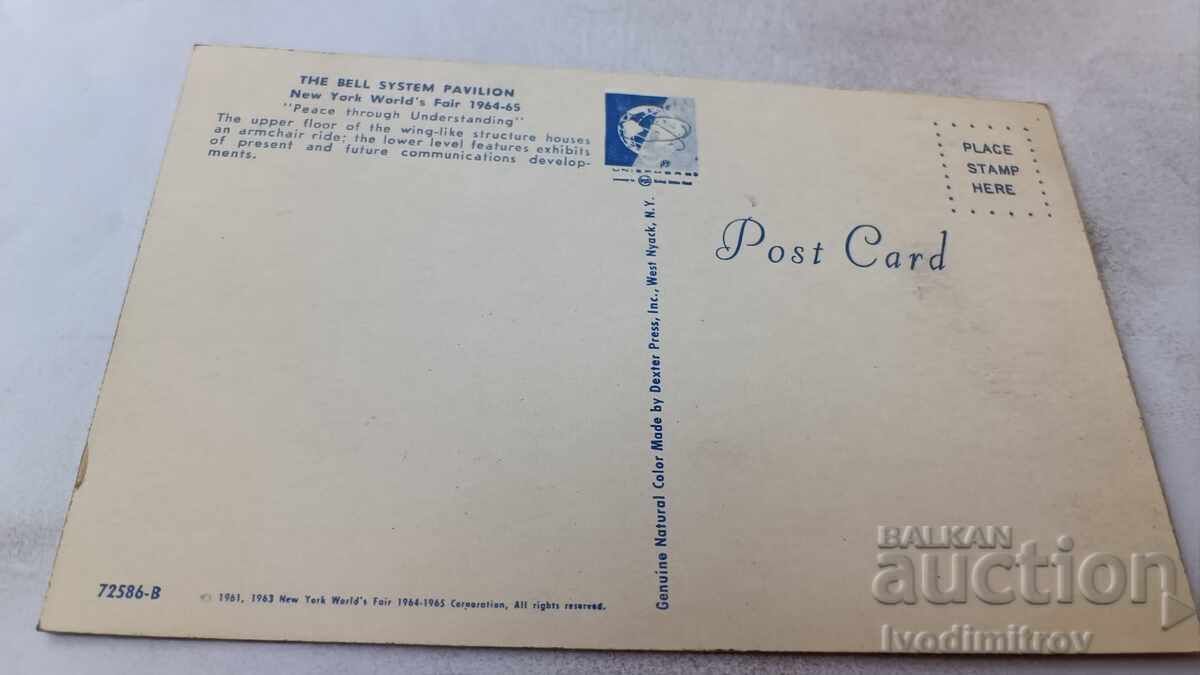 THE BELL SYSTEM PAVILION
New York World's Fair 1964-65
"Peace through Understanding"
The upper floor of the wing-like structure houses
an armchair ride: the lower level features exhibits
of present and future communications develop-
ments.
PLACE
STAMP
HERE
Post Card
Genuine Natural Color Made by Dexter Press, Inc., West Nyack, N.Y.
72586-B
© 1961, 1963 New York World's Fair 1964-1965 Corporation, All rights reserved.
BALKAN
auction
Ivodimitrov